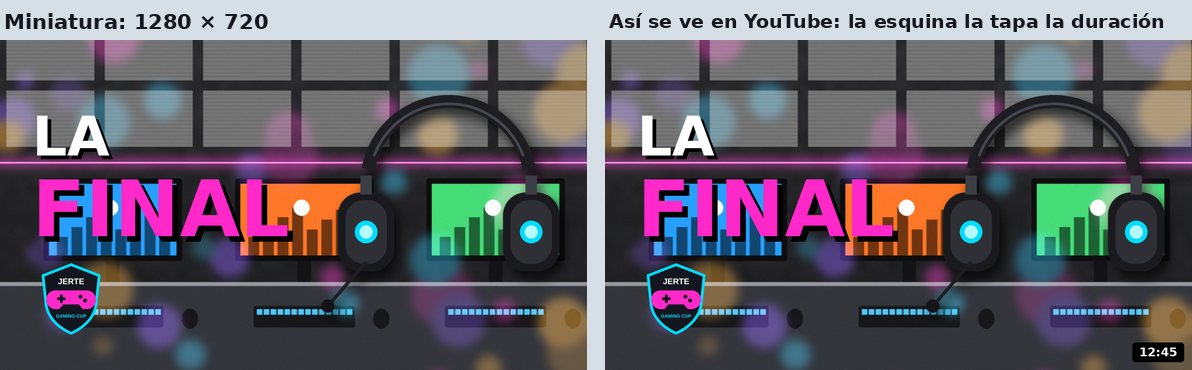 Miniatura: 1280 × 720
LA
FINAL
JERTE
GAMING CUP
Así se ve en YouTube: la esquina la tapa la duración
LA
FINAL
JERTE
GAMING CUP
12:45